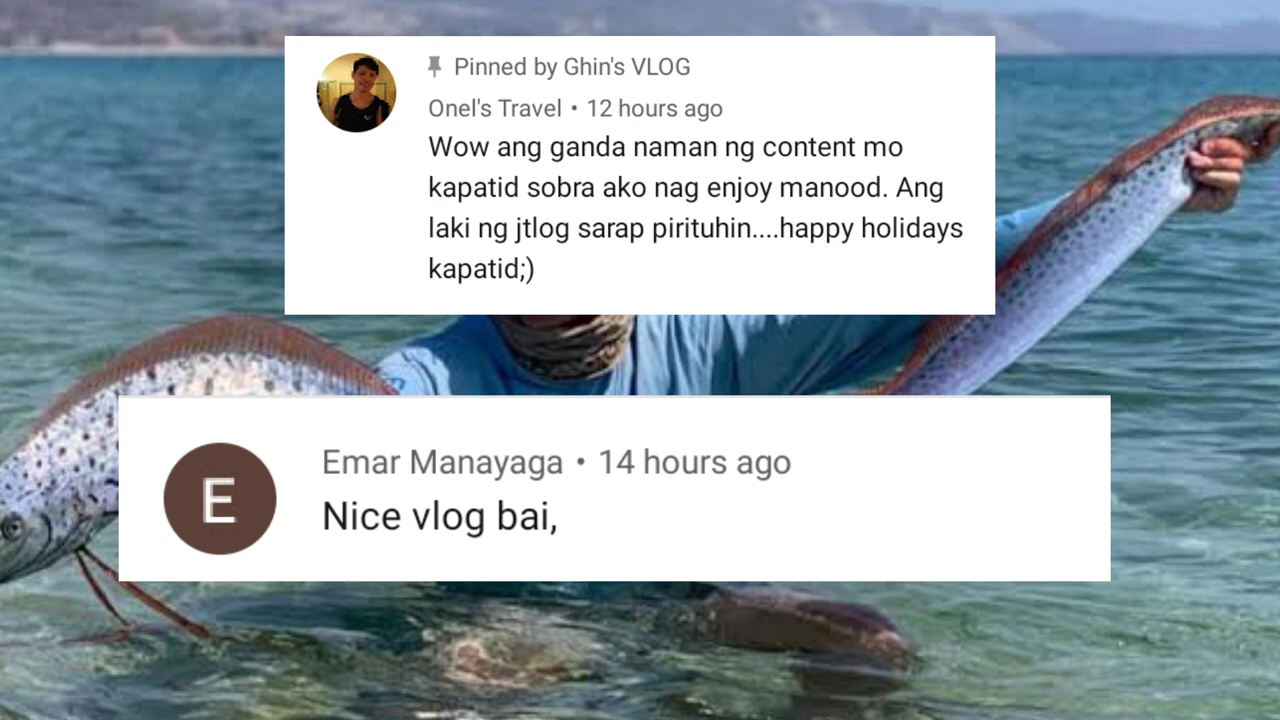 Pinned by Ghin's VLOG
Onel's Travel • 12 hours ago
Wow ang ganda naman ng content mo
kapatid sobra ako nag enjoy manood. Ang
laki ng jtlog sarap pirituhin....happy holidays
kapatid;)
E
Emar Manayaga • 14 hours ago
Nice vlog bai,